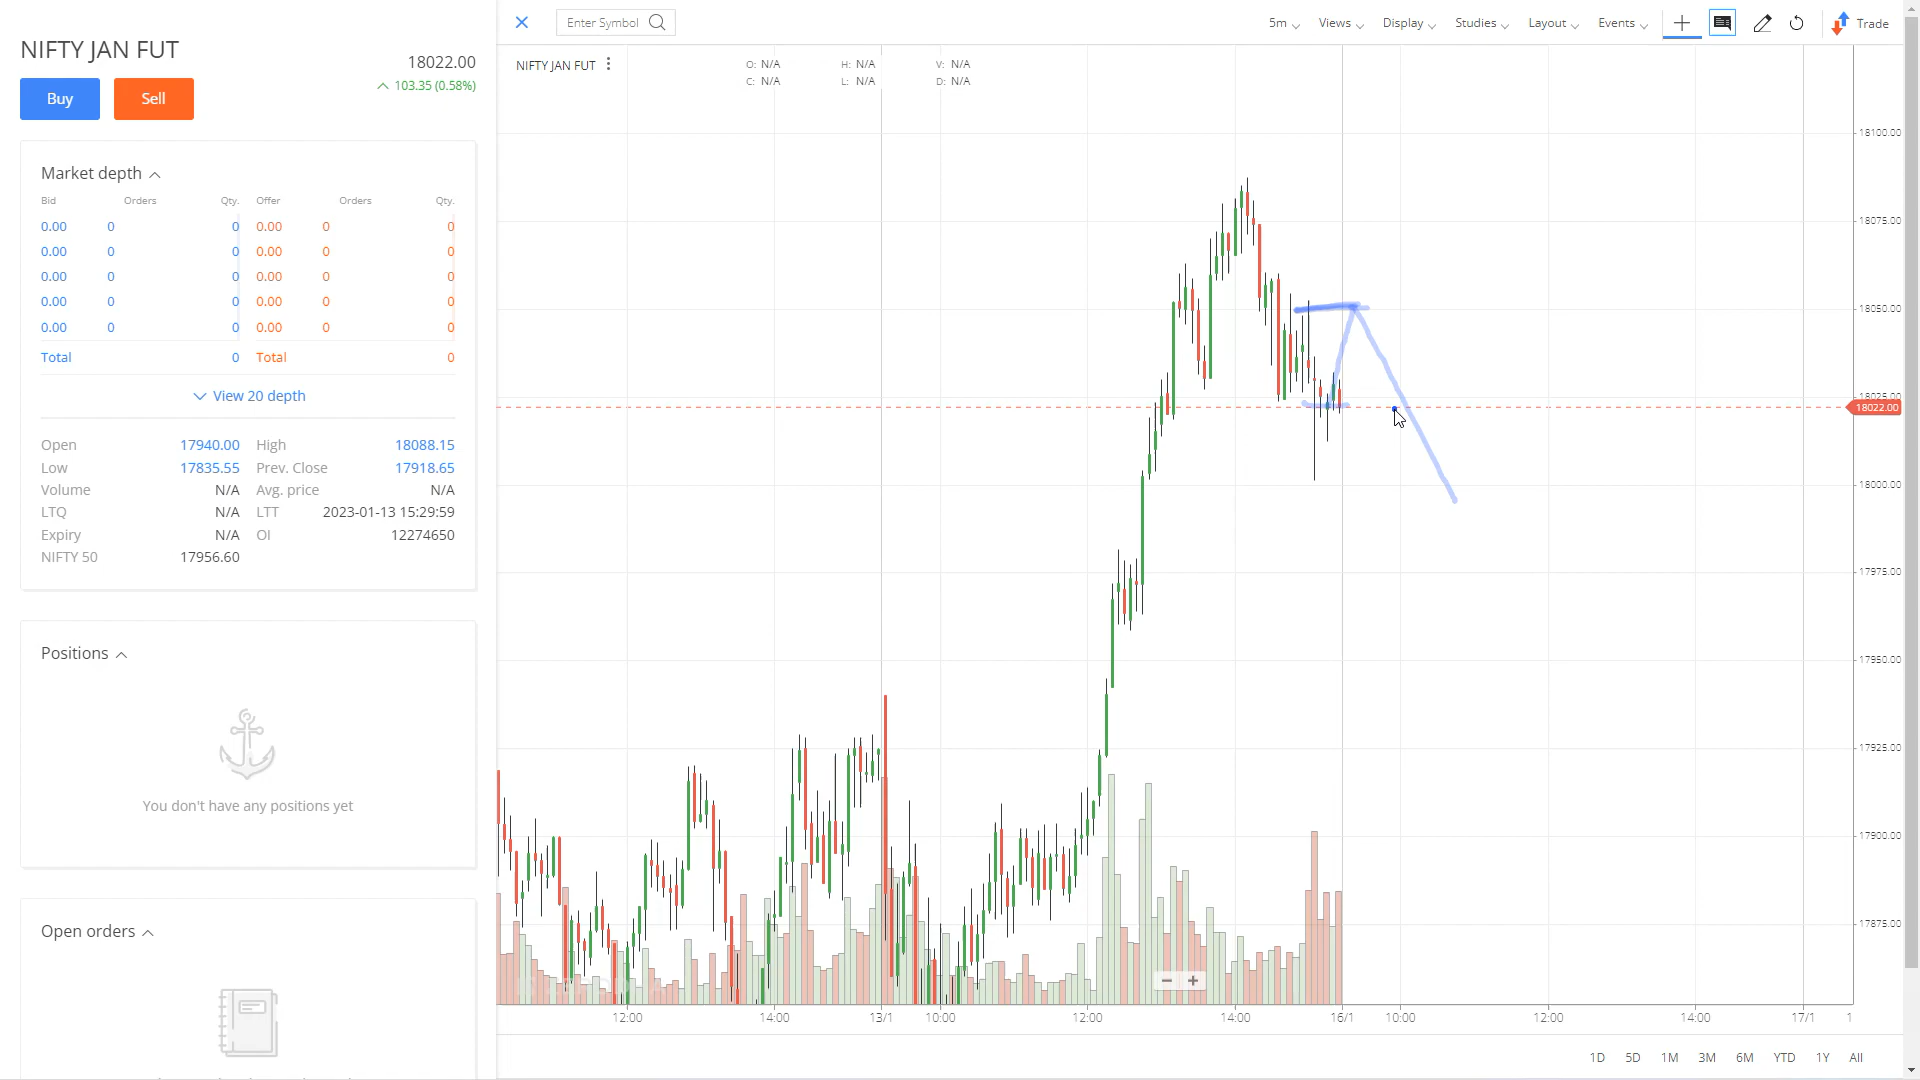 NIFTY JAN FUT
18022.00
103.35 (0.58%)
Buy Sell
Market depth
Bid Orders Qty. Offer Orders Qty.
0.00 0 0 0.00 0 0
0.00 0 0 0.00 0 0
0.00 0 0 0.00 0 0
0.00 0 0 0.00 0 0
0.00 0 0 0.00 0 0
Total 0 Total 0
View 20 depth
Open 17940.00 High 18088.15
Low 17835.55 Prev. Close 17918.65
Volume N/A Avg. price N/A
LTQ N/A LTT 2023-01-13 15:29:59
Expiry N/A OI 12274650
NIFTY 50 17956.60
Positions
You don't have any positions yet
Open orders
Enter Symbol
5m Views Display Studies Layout Events Trade
NIFTY JAN FUT
O: N/A H: N/A V: N/A
C: N/A L: N/A D: N/A
18100.00
18075.00
18050.00
18025.00
18022.00
18000.00
17975.00
17950.00
17925.00
17900.00
17875.00
12:00 14:00 13/1 10:00 12:00 14:00 16/1 10:00 12:00 14:00 17/1 1
1D 5D 1M 3M 6M YTD 1Y All